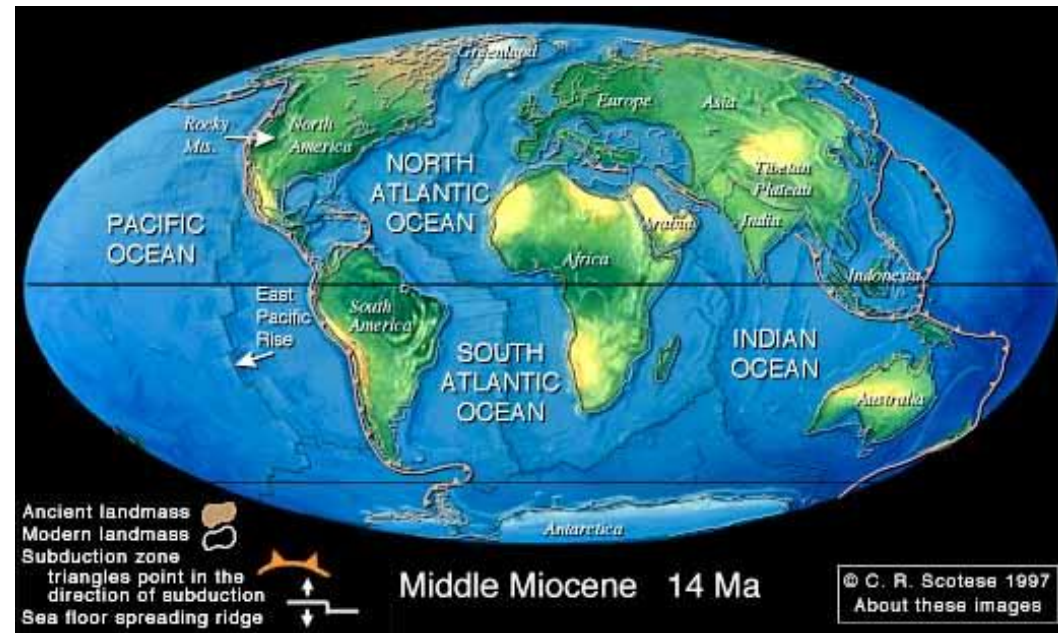 Greenland
Rocky
Mts.
North
America
Europe
Asia
NORTH
ATLANTIC
OCEAN
Tibetan
Plateau
PACIFIC
OCEAN
Arabia
India
Africa
Indonesia
East
Pacific
Rise
South
America
SOUTH
ATLANTIC
OCEAN
INDIAN
OCEAN
Australia
Antarctica
Ancient landmass
Modern landmass
Subduction zone
triangles point in the
direction of subduction
Sea floor spreading ridge
Middle Miocene 14 Ma
© C. R. Scotese 1997
About these images